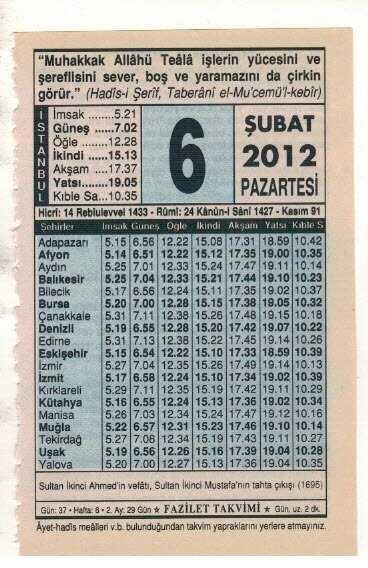 “Muhakkak Allâhü Teâlâ işlerin yücesini ve
şereflisini sever, boş ve yaramazını da çirkin
görür.” (Hadîs-i Şerîf, Taberânî el-Mu'cemü'l-kebîr)
İSTANBUL
İmsak .......5.21
Güneş ......7.02
Öğle ........12.28
İkindi ......15.13
Akşam .....17.37
Yatsı.......19.05
Kıble Sa...10.35
6
ŞUBAT
2012
PAZARTESİ
Hicrî: 14 Rebîulevvel 1433 - Rûmî: 24 Kânûn-i Sânî 1427 - Kasım 91
Şehirler İmsak Güneş Öğle İkindi Akşam Yatsı Kıble S
Adapazarı 5.15 6.56 12.22 15.08 17.31 18.59 10.42
Afyon 5.14 6.51 12.22 15.12 17.35 19.00 10.35
Aydın 5.25 7.01 12.33 15.24 17.47 19.11 10.14
Balıkesir 5.25 7.04 12.33 15.21 17.44 19.10 10.23
Bilecik 5.17 6.56 12.24 15.11 17.35 19.02 10.37
Bursa 5.20 7.00 12.28 15.15 17.38 19.05 10.32
Çanakkale 5.31 7.11 12.38 15.26 17.48 19.15 10.18
Denizli 5.19 6.55 12.28 15.20 17.42 19.07 10.22
Edirne 5.31 7.13 12.38 15.22 17.45 19.14 10.26
Eskişehir 5.15 6.54 12.22 15.10 17.33 18.59 10.39
İzmir 5.27 7.04 12.35 15.26 17.49 19.14 10.13
İzmit 5.17 6.58 12.24 15.10 17.34 19.02 10.39
Kırklareli 5.29 7.11 12.35 15.19 17.42 19.11 10.29
Kütahya 5.16 6.55 12.24 15.13 17.36 19.02 10.34
Manisa 5.26 7.03 12.34 15.24 17.47 19.12 10.16
Muğla 5.22 6.57 12.31 15.23 17.46 19.10 10.14
Tekirdağ 5.27 7.08 12.34 15.19 17.43 19.11 10.27
Uşak 5.19 6.56 12.26 15.16 17.39 19.04 10.28
Yalova 5.20 7.00 12.27 15.13 17.36 19.04 10.35
Sultan İkinci Ahmed'in vefâtı, Sultan İkinci Mustafa'nın tahta çıkışı (1695)
Gün: 37 • Hafta: 6 • 2. Ay: 29 Gün ★ FAZİLET TAKVİMİ ★ Gün. uz. 2 dk.
Âyet-hadîs meâlleri v.b. bulunduğundan takvim yapraklarını yerlere atmayınız.